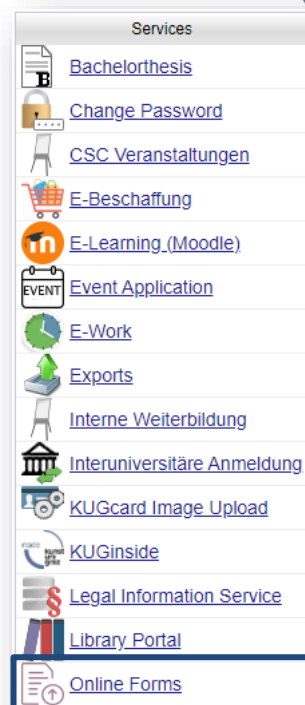 Services
B
Bachelorthesis
Change Password
CSC Veranstaltungen
E-Beschaffung
E-Learning (Moodle)
EVENT
Event Application
E-Work
Exports
Interne Weiterbildung
Interuniversitäre Anmeldung
KUGcard Image Upload
KUGinside
§
Legal Information Service
Library Portal
Online Forms